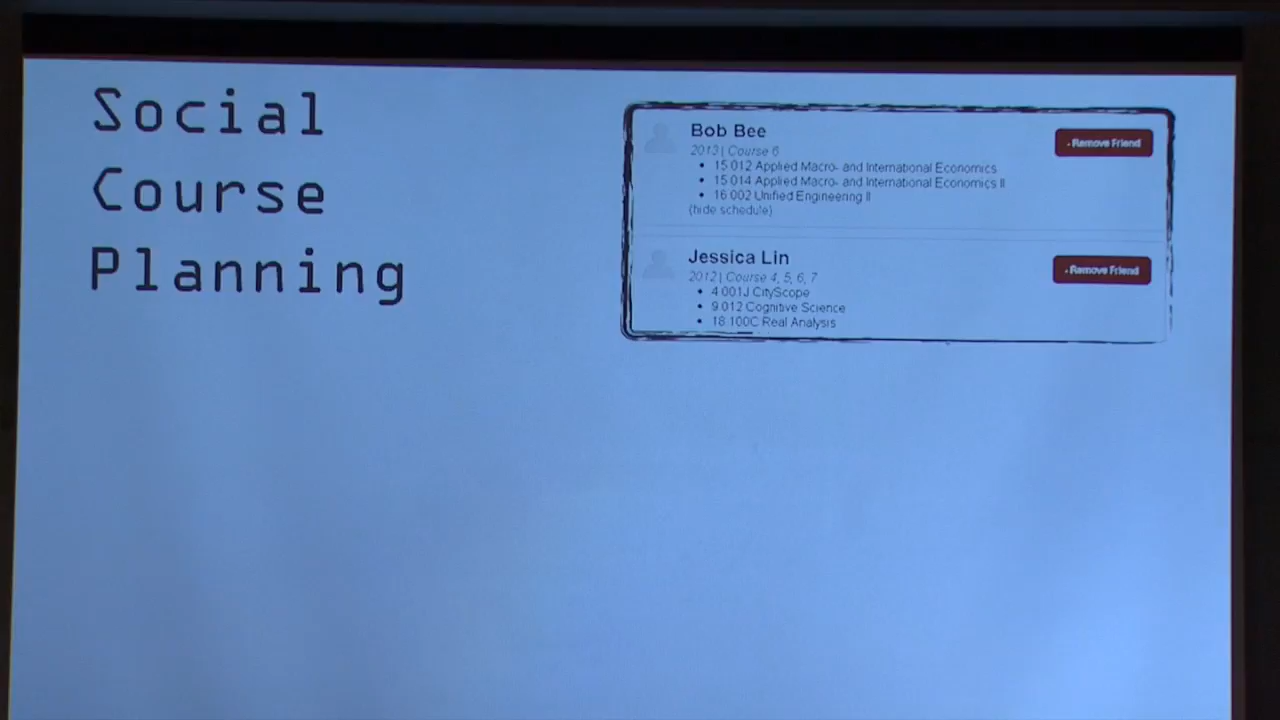 Social
Course
Planning
Bob Bee
- Remove Friend
2013 | Course 6
• 15 012 Applied Macro- and International Economics
• 15 014 Applied Macro- and International Economics II
• 16 002 Unified Engineering II
(hide schedule)
Jessica Lin
- Remove Friend
2012 | Course 4, 5, 6, 7
• 4 001J CityScope
• 9 012 Cognitive Science
• 18 100C Real Analysis